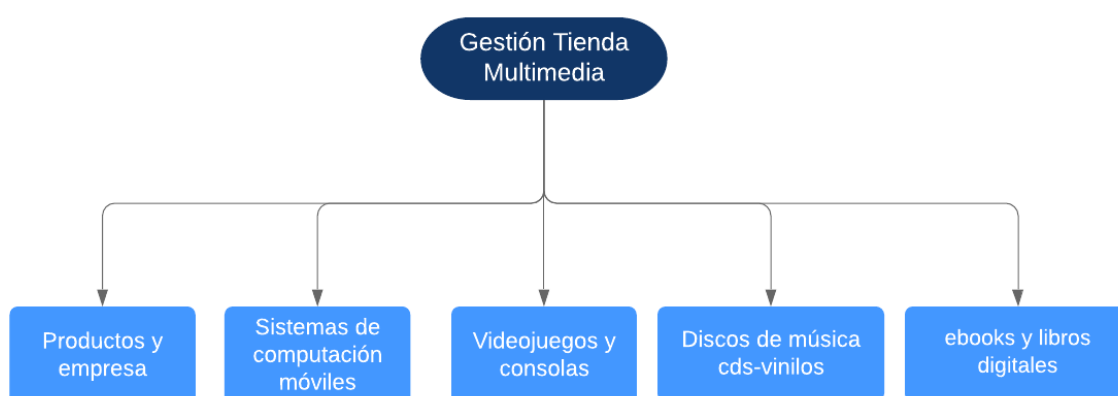 Gestión Tienda
Multimedia
Productos y
empresa
Sistemas de
computación
móviles
Videojuegos y
consolas
Discos de música
cds-vinilos
ebooks y libros
digitales